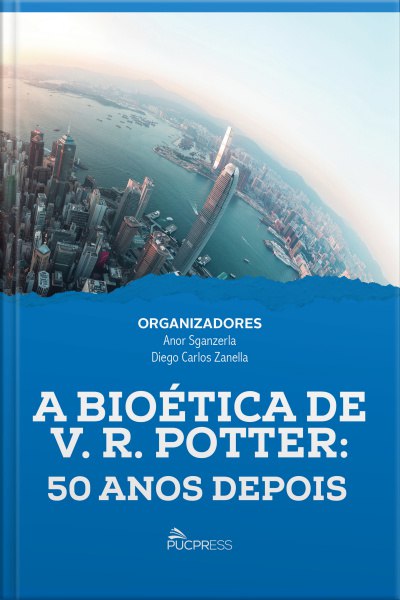 ORGANIZADORES
Anor Sganzerla
Diego Carlos Zanella
A BIOÉTICA DE
V. R. POTTER:
50 ANOS DEPOIS
PUCPRESS